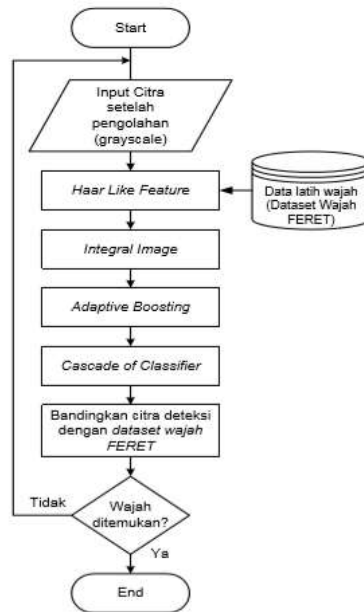 Start
Input Citra
setelah
pengolahan
(grayscale)
Haar Like Feature
Data latih wajah
(Dataset Wajah
FERET)
Integral Image
Adaptive Boosting
Cascade of Classifier
Bandingkan citra deteksi
dengan dataset wajah
FERET
Tidak
Wajah
ditemukan?
Ya
End